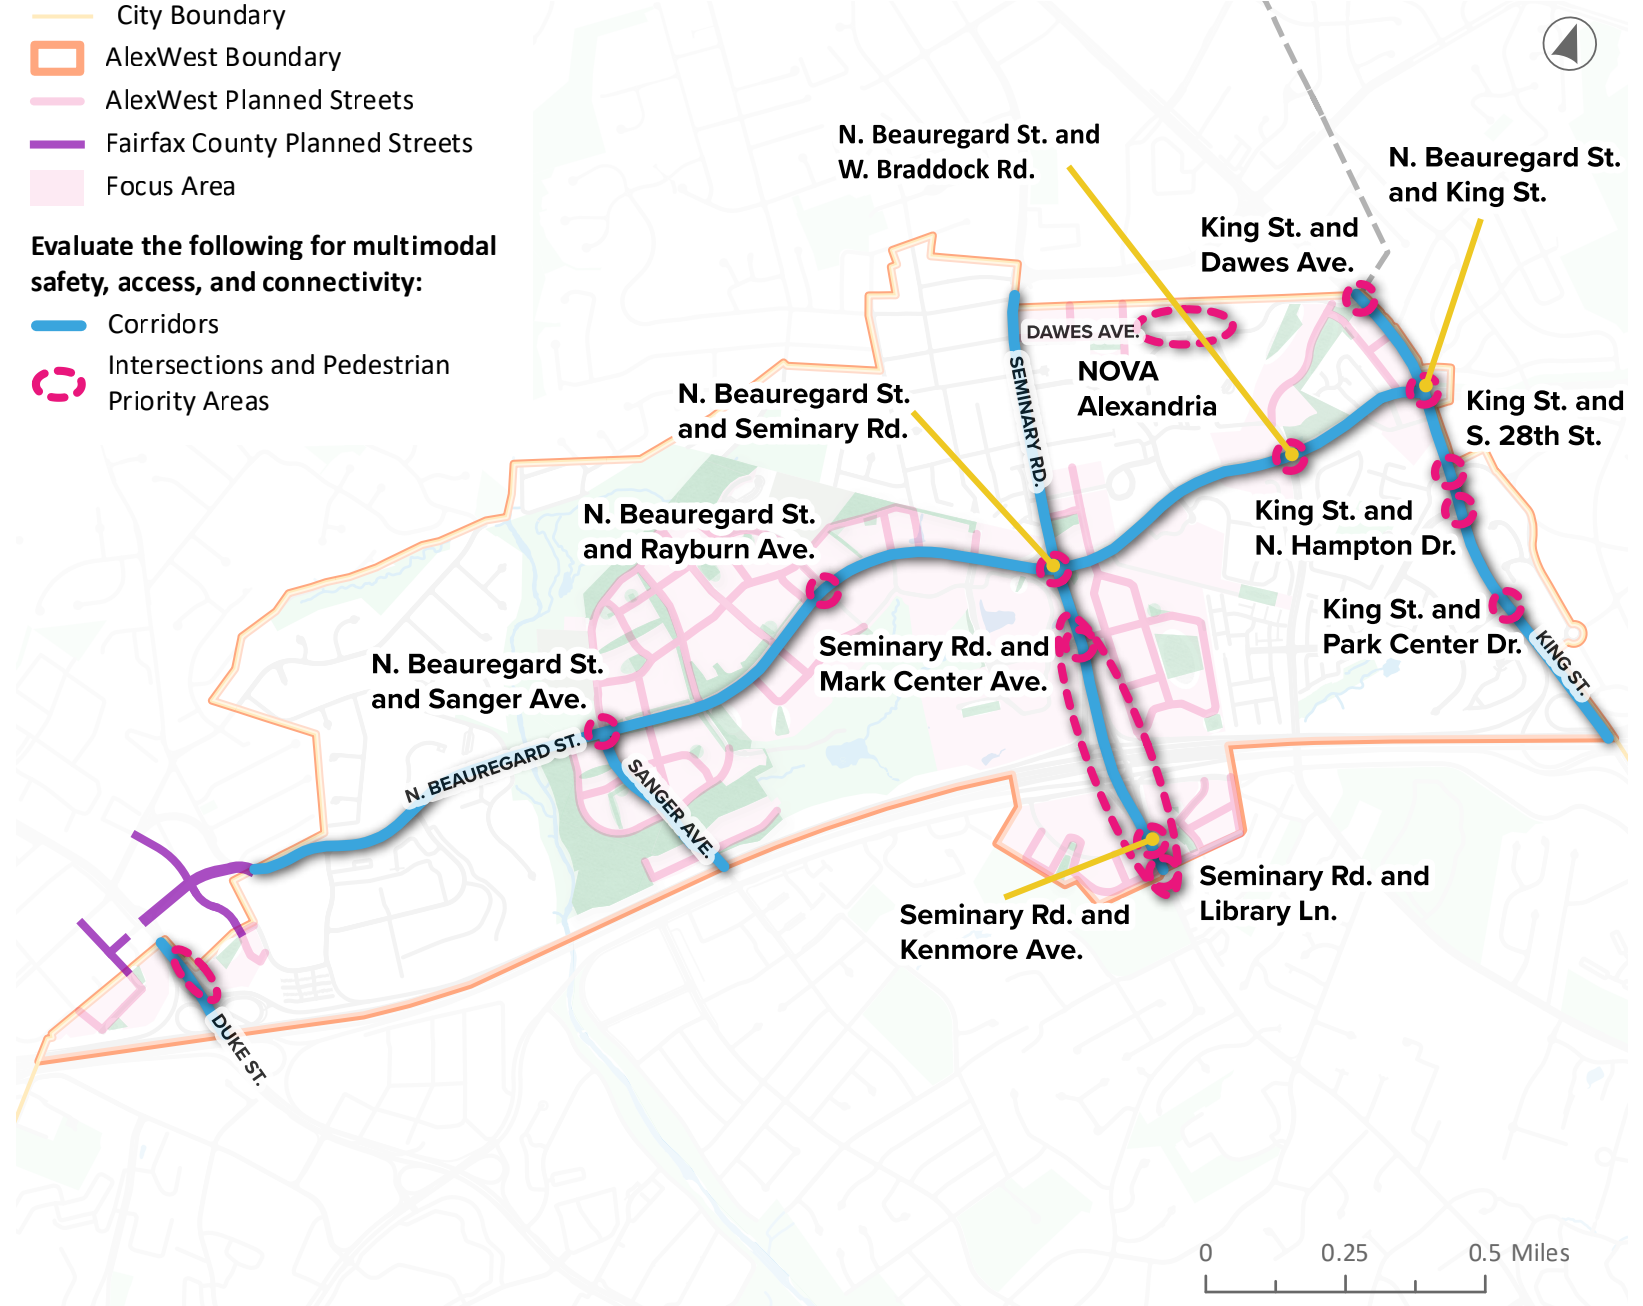 City Boundary
AlexWest Boundary
AlexWest Planned Streets
Fairfax County Planned Streets
Focus Area
Evaluate the following for multimodal
safety, access, and connectivity:
Corridors
Intersections and Pedestrian
Priority Areas
N. Beauregard St. and
W. Braddock Rd.
N. Beauregard St.
and King St.
King St. and
Dawes Ave.
DAWES AVE.
NOVA
Alexandria
SEMINARY RD.
N. Beauregard St.
and Seminary Rd.
King St. and
S. 28th St.
N. Beauregard St.
and Rayburn Ave.
King St. and
N. Hampton Dr.
King St. and
Park Center Dr.
KING ST.
Seminary Rd. and
Mark Center Ave.
N. Beauregard St.
and Sanger Ave.
N. BEAUREGARD ST.
SANGER AVE.
Seminary Rd. and
Library Ln.
Seminary Rd. and
Kenmore Ave.
DUKE ST.
0 0.25 0.5 Miles